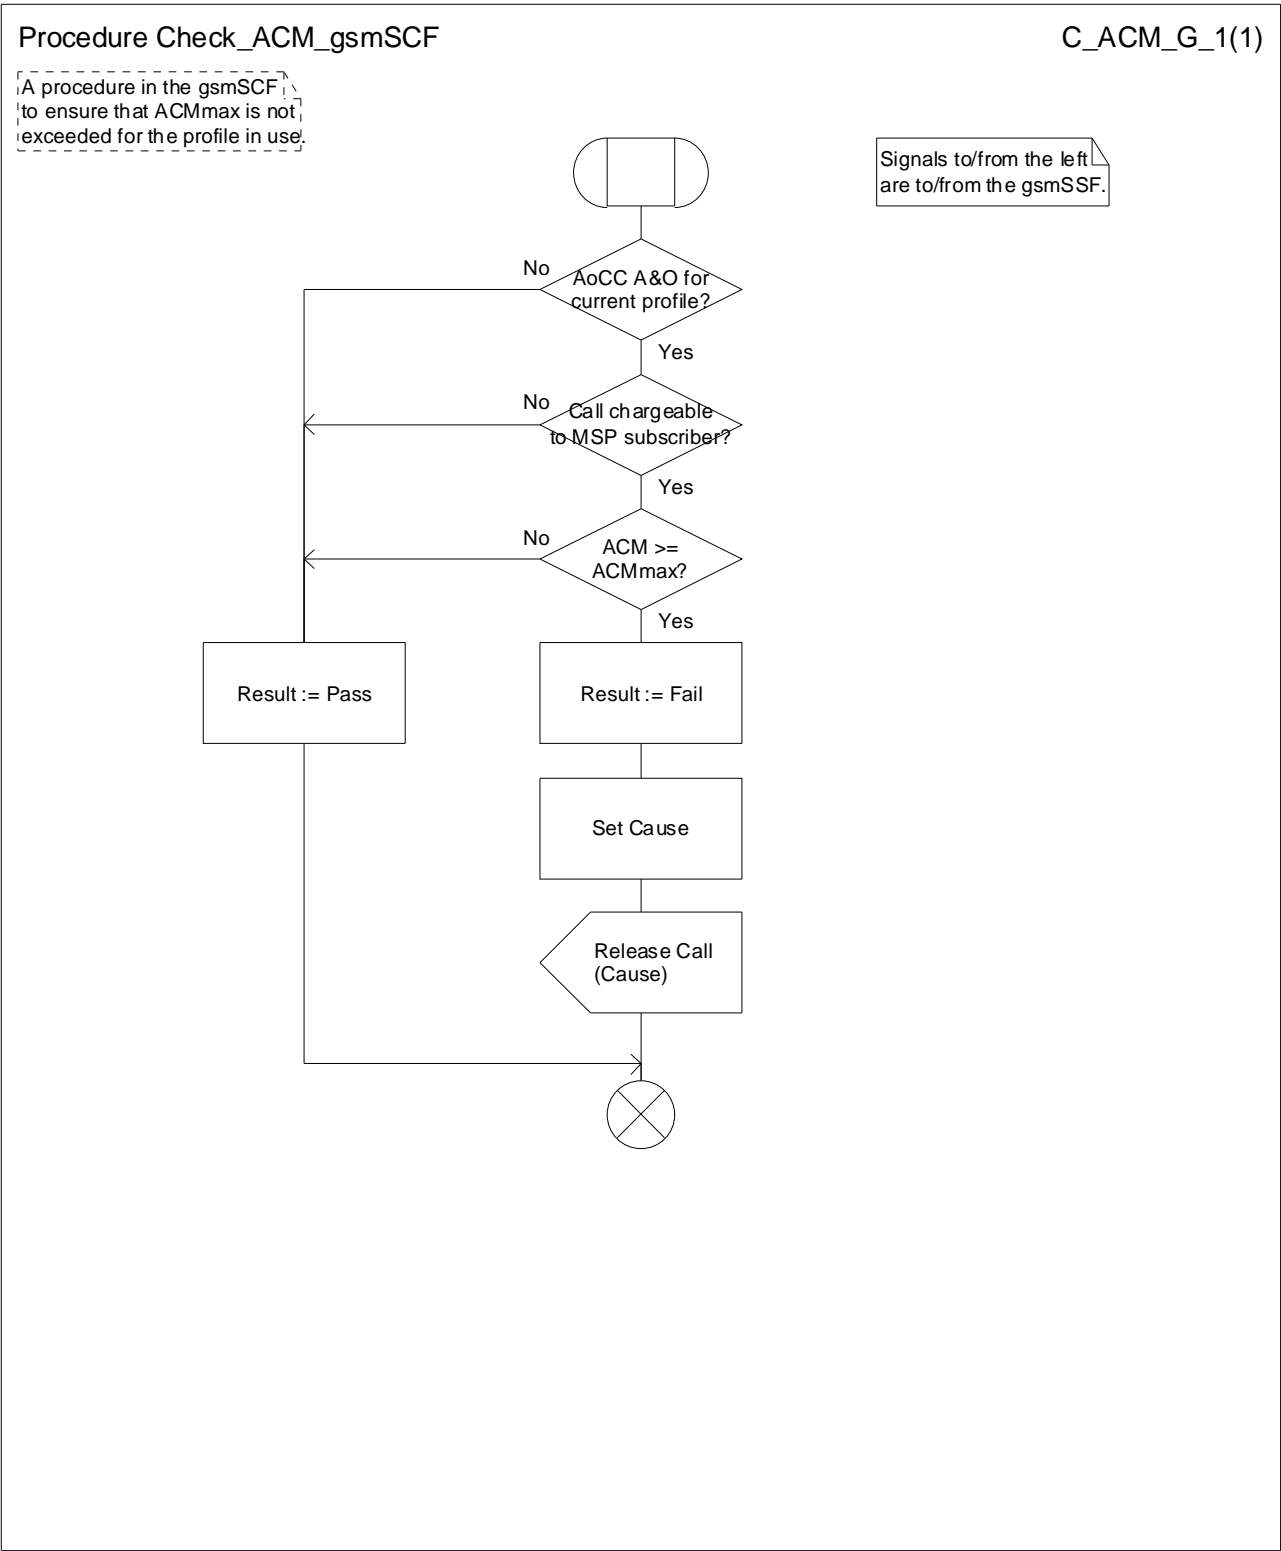 Procedure Check_ACM_gsmSCF
C_ACM_G_1(1)
A procedure in the gsmSCF
to ensure that ACMmax is not
exceeded for the profile in use.
Signals to/from the left
are to/from the gsmSSF.
No
AoCC A&O for
current profile?
Yes
No
Call chargeable
to MSP subscriber?
Yes
No
ACM >=
ACMmax?
Yes
Result := Pass
Result := Fail
Set Cause
Release Call
(Cause)